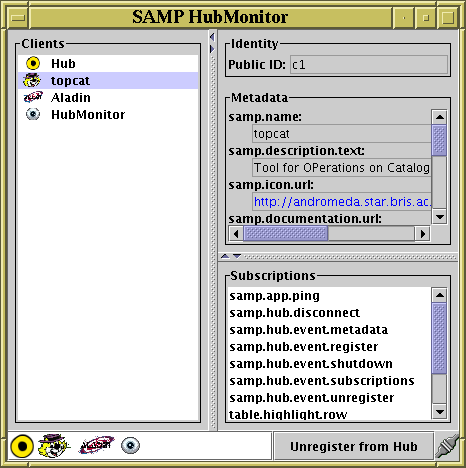 SAMP HubMonitor
Clients
Hub
topcat
Aladin
HubMonitor
Identity
Public ID: c1
Metadata
samp.name:
topcat
samp.description.text:
Tool for OPerations on Catalog
samp.icon.url:
http://andromeda.star.bris.ac.
samp.documentation.url:
Subscriptions
samp.app.ping
samp.hub.disconnect
samp.hub.event.metadata
samp.hub.event.register
samp.hub.event.shutdown
samp.hub.event.subscriptions
samp.hub.event.unregister
table.highlight.row
Unregister from Hub